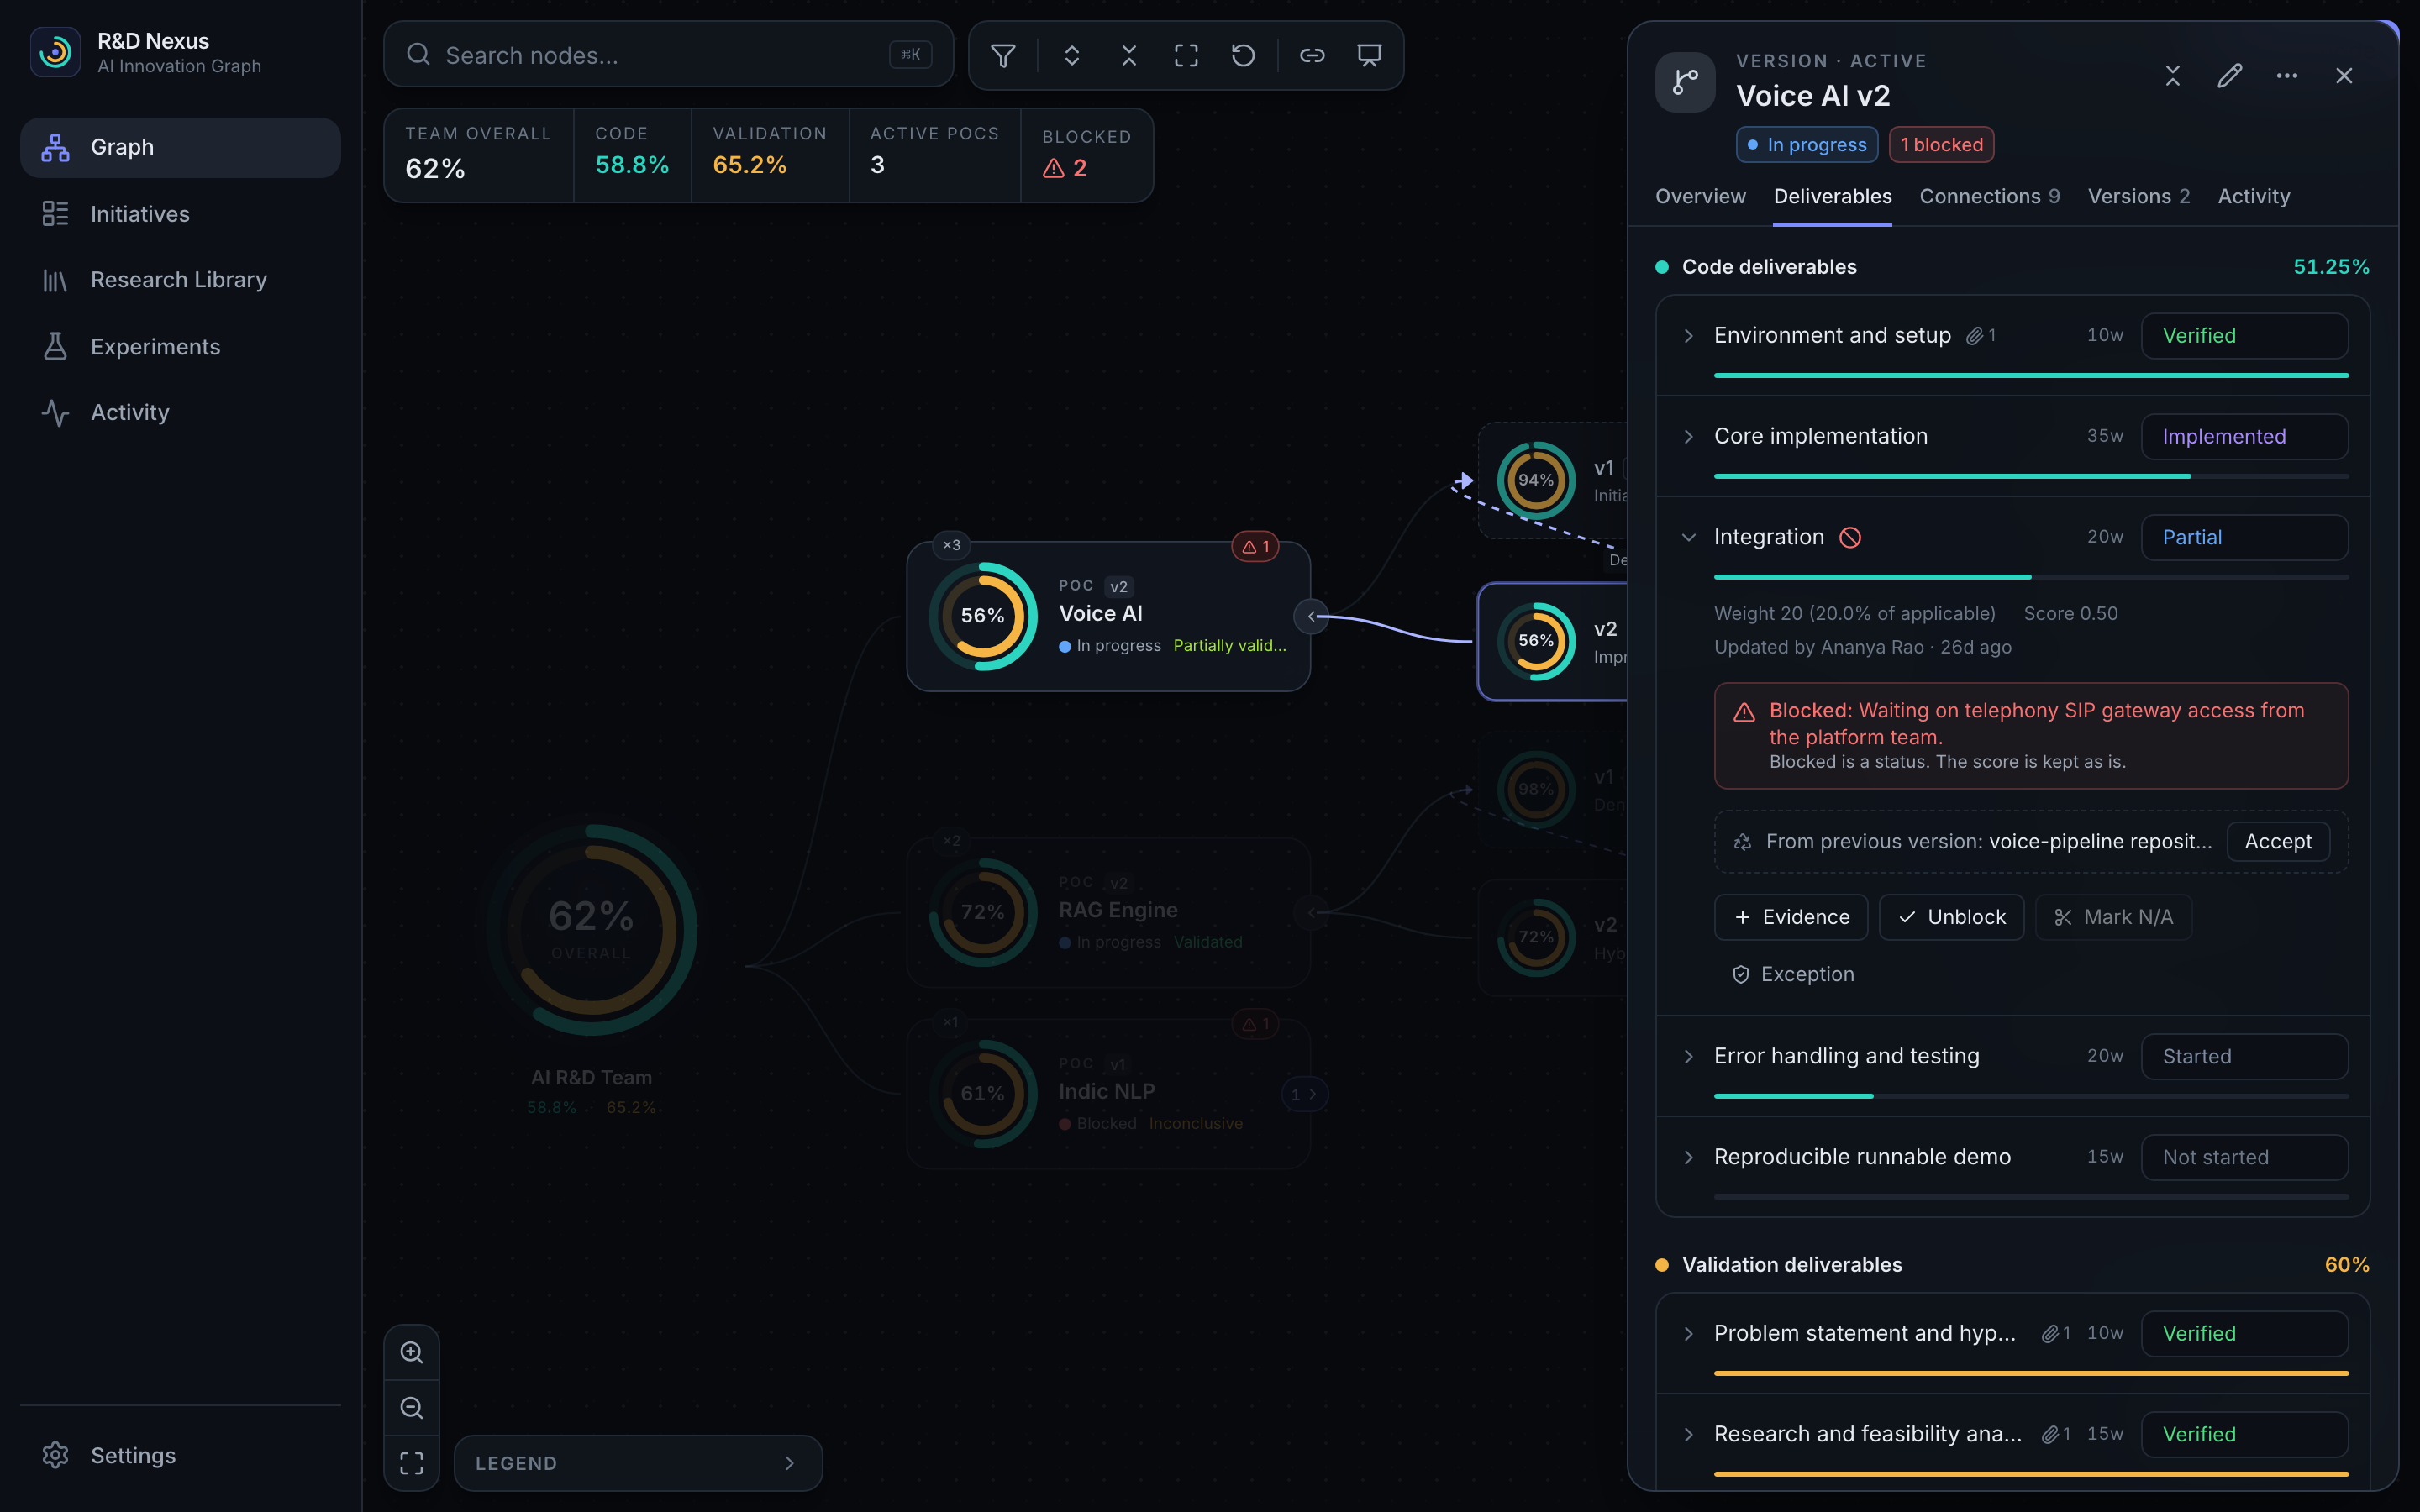 R&D Nexus
AI Innovation Graph
Graph
Initiatives
Research Library
Experiments
Activity
Settings
Search nodes...
⌘K
TEAM OVERALL
62%
CODE
58.8%
VALIDATION
65.2%
ACTIVE POCS
3
BLOCKED
2
×3
1
56%
POC v2
Voice AI
In progress Partially valid...
94%
v1
Initia
De
56%
v2
Impr
62%
OVERALL
AI R&D Team
58.8% · 65.2%
×2
72%
POC v2
RAG Engine
In progress Validated
98%
v1
Den
72%
v2
Hyb
×1
1
61%
POC v1
Indic NLP
Blocked Inconclusive
1
LEGEND
VERSION · ACTIVE
Voice AI v2
In progress
1 blocked
Overview Deliverables Connections 9 Versions 2 Activity
Code deliverables 51.25%
Environment and setup 1 10w Verified
Core implementation 35w Implemented
Integration 20w Partial
Weight 20 (20.0% of applicable) Score 0.50
Updated by Ananya Rao · 26d ago
Blocked: Waiting on telephony SIP gateway access from
the platform team.
Blocked is a status. The score is kept as is.
From previous version: voice-pipeline reposit... Accept
Evidence Unblock Mark N/A
Exception
Error handling and testing 20w Started
Reproducible runnable demo 15w Not started
Validation deliverables 60%
Problem statement and hyp... 1 10w Verified
Research and feasibility ana... 1 15w Verified